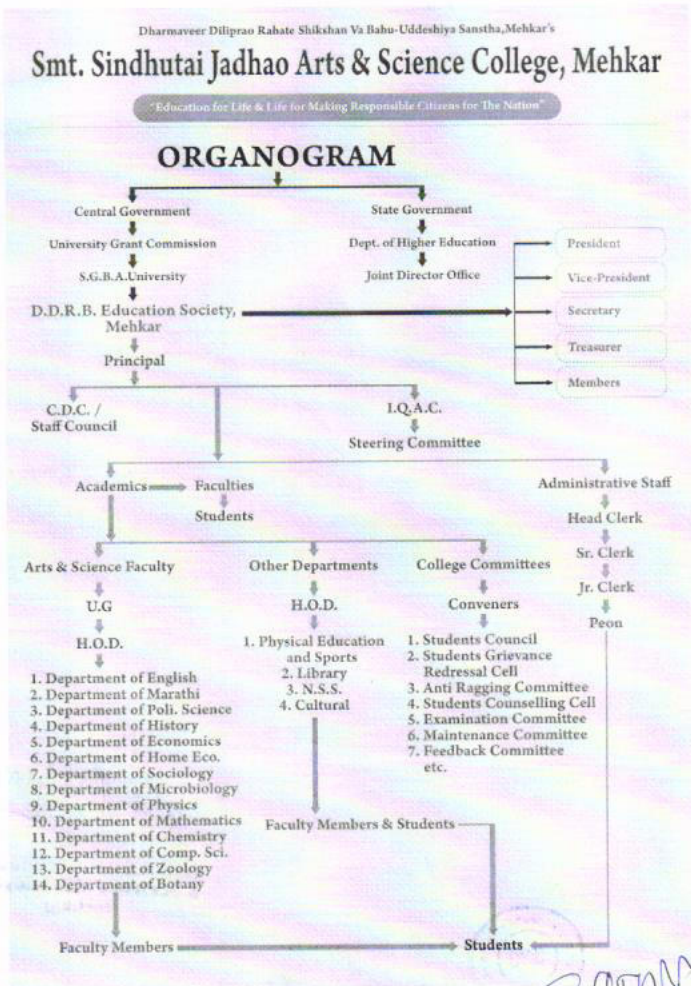 Dharmaveer Diliprao Rahate Shikshan Va Bahu-Uddeshiya Sanstha,Mehkar's
Smt. Sindhutai Jadhao Arts & Science College, Mehkar
"Education for Life & Life for Making Responsible Citizens for The Nation"
ORGANOGRAM
Central Government
State Government
University Grant Commission
Dept. of Higher Education
S.G.B.A.University
Joint Director Office
D.D.R.B. Education Society,
Mehkar
President
Vice-President
Secretary
Treasurer
Members
Principal
C.D.C. /
Staff Council
I.Q.A.C.
Steering Committee
Academics
Faculties
Students
Administrative Staff
Head Clerk
Sr. Clerk
Jr. Clerk
Peon
Arts & Science Faculty
U.G
H.O.D.
1. Department of English
2. Department of Marathi
3. Department of Poli. Science
4. Department of History
5. Department of Economics
6. Department of Home Eco.
7. Department of Sociology
8. Department of Microbiology
9. Department of Physics
10. Department of Mathematics
11. Department of Chemistry
12. Department of Comp. Sci.
13. Department of Zoology
14. Department of Botany
Faculty Members
Other Departments
H.O.D.
1. Physical Education
and Sports
2. Library
3. N.S.S.
4. Cultural
Faculty Members & Students
College Committees
Conveners
1. Students Council
2. Students Grievance
Redressal Cell
3. Anti Ragging Committee
4. Students Counselling Cell
5. Examination Committee
6. Maintenance Committee
7. Feedback Committee
etc.
Students